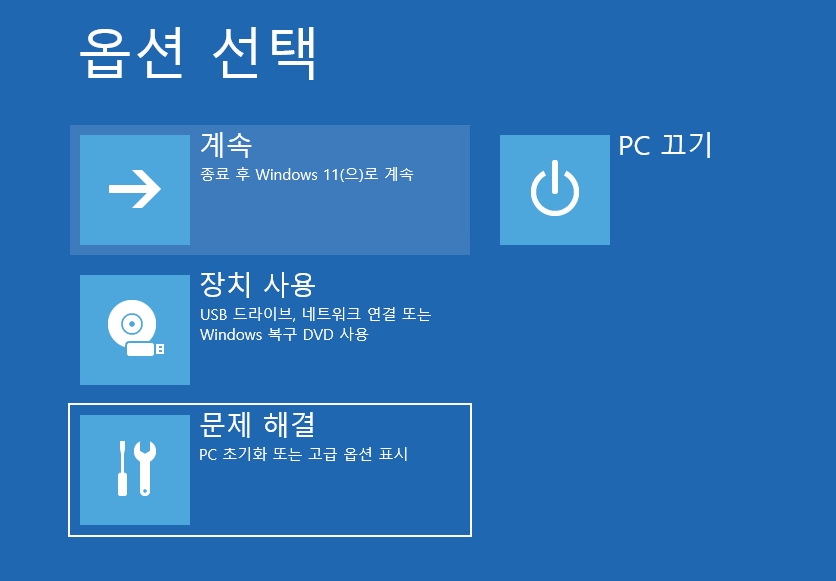 옵션 선택
계속
종료 후 Windows 11(으)로 계속
PC 끄기
장치 사용
USB 드라이브, 네트워크 연결 또는
Windows 복구 DVD 사용
문제 해결
PC 초기화 또는 고급 옵션 표시